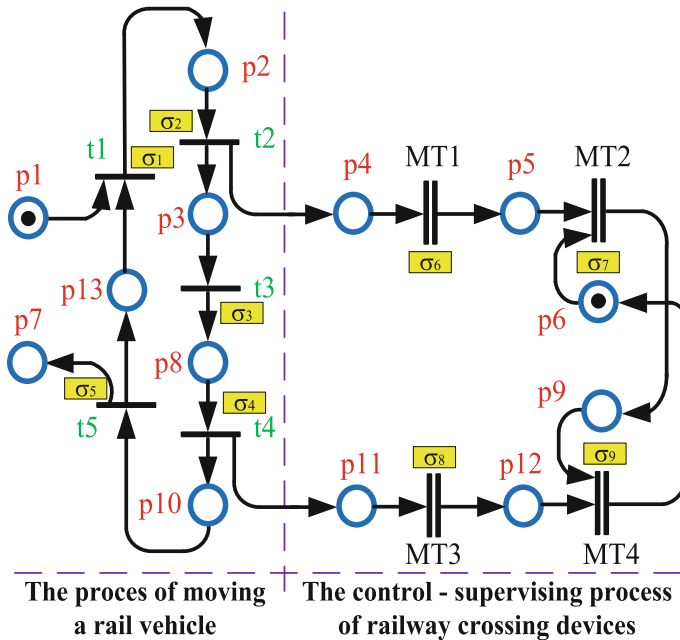 p2
σ2
t1
σ1
t2
p4
MT1
p5
MT2
p1
p3
σ6
σ7
p13
t3
p7
σ3
p6
p8
σ5
σ4
p9
t5
t4
p11
σ8
p12
σ9
p10
MT3
MT4
The proces of moving
a rail vehicle
The control - supervising process
of railway crossing devices